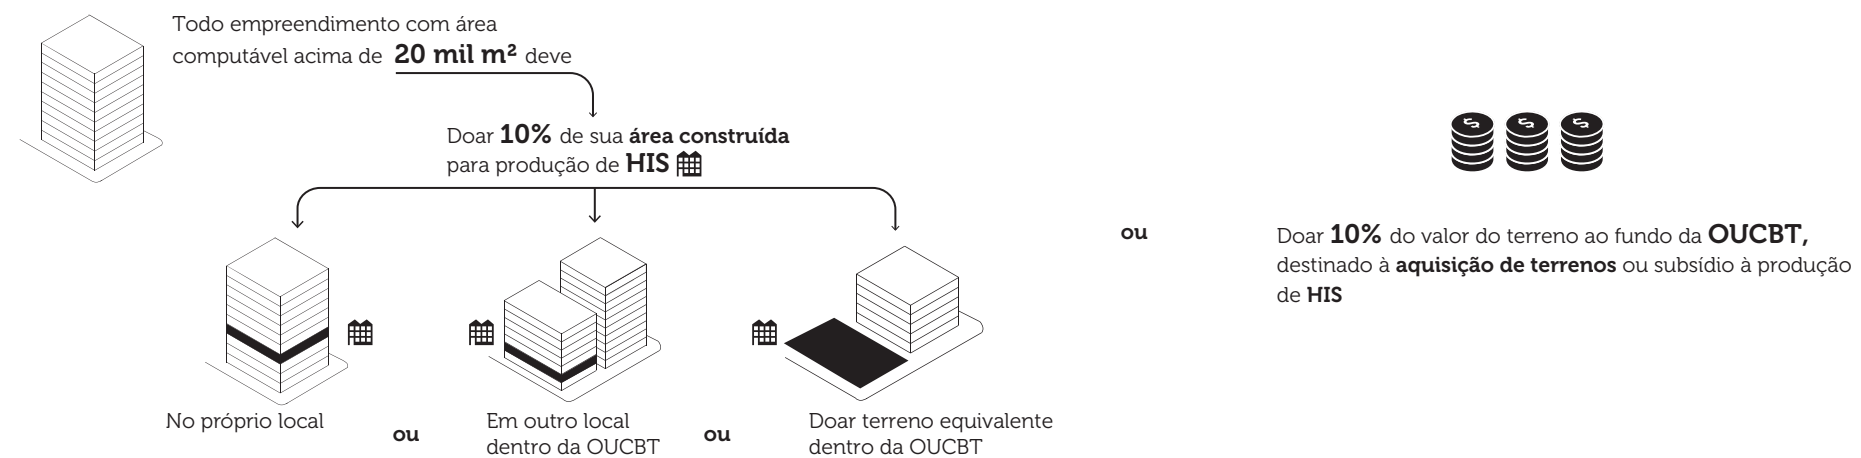 Todo empreendimento com área
computável acima de 20 mil m² deve
Doar 10% de sua área construída
para produção de HIS
No próprio local
ou
Em outro local
dentro da OUCBT
ou
Doar terreno equivalente
dentro da OUCBT
ou
Doar 10% do valor do terreno ao fundo da OUCBT,
destinado à aquisição de terrenos ou subsídio à produção
de HIS